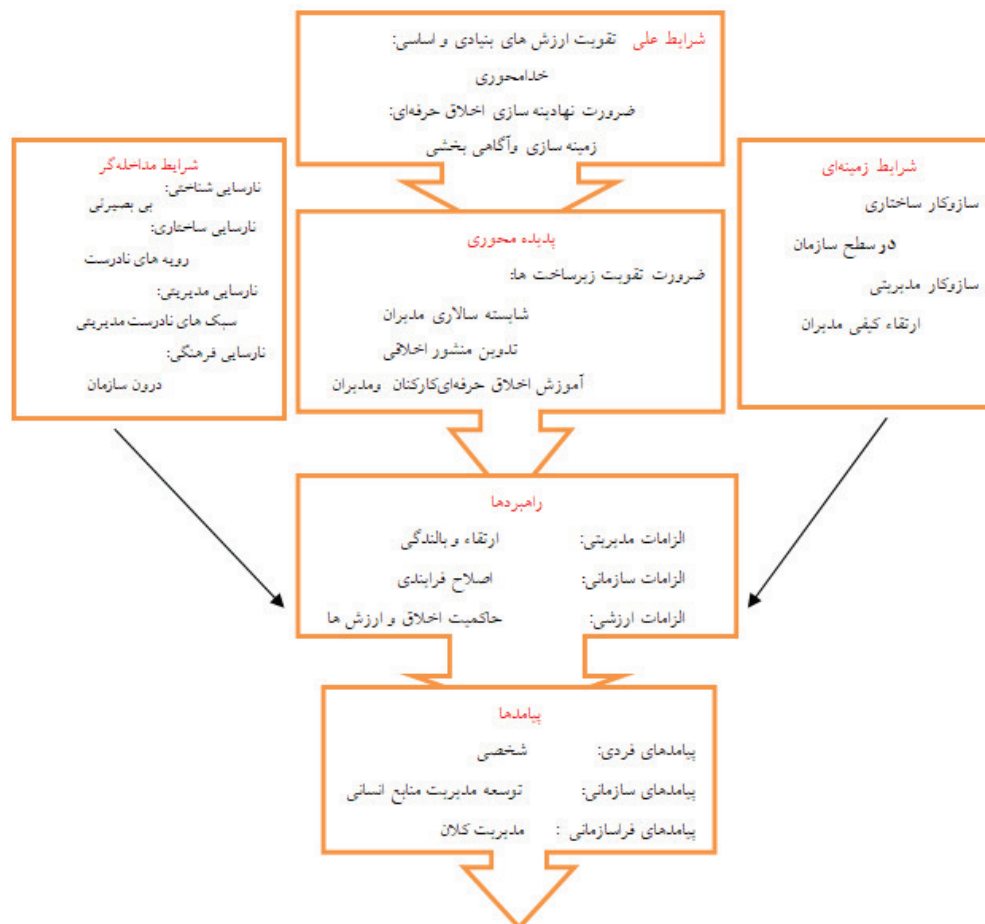 شرایط علی تقویت ارزش های بنیادی و اساسی:
خدامحوری
ضرورت نهادینه سازی اخلاق حرفه‌ای:
زمینه سازی وآگاهی بخشی
شرایط زمینه‌ای
سازوکار ساختاری
در سطح سازمان
سازوکار مدیریتی
ارتقاء کیفی مدیران
شرایط مداخله‌گر
نارسایی شناختی:
بی بصیرتی
نارسایی ساختاری:
رویه های نادرست
نارسایی مدیریتی:
سبک های نادرست مدیریتی
نارسایی فرهنگی:
درون سازمان
پدیده محوری
ضرورت تقویت زیرساخت ها:
شایسته سالاری مدیران
تدوین منشور اخلاقی
آموزش اخلاق حرفه‌ای‌کارکنان ومدیران
راهبردها
الزامات مدیریتی: ارتقاء و بالندگی
الزامات سازمانی: اصلاح فرایندی
الزامات ارزشی: حاکمیت اخلاق و ارزش ها
پیامدها
پیامدهای فردی: شخصی
پیامدهای سازمانی: توسعه مدیریت منابع انسانی
پیامدهای فراسازمانی : مدیریت کلان